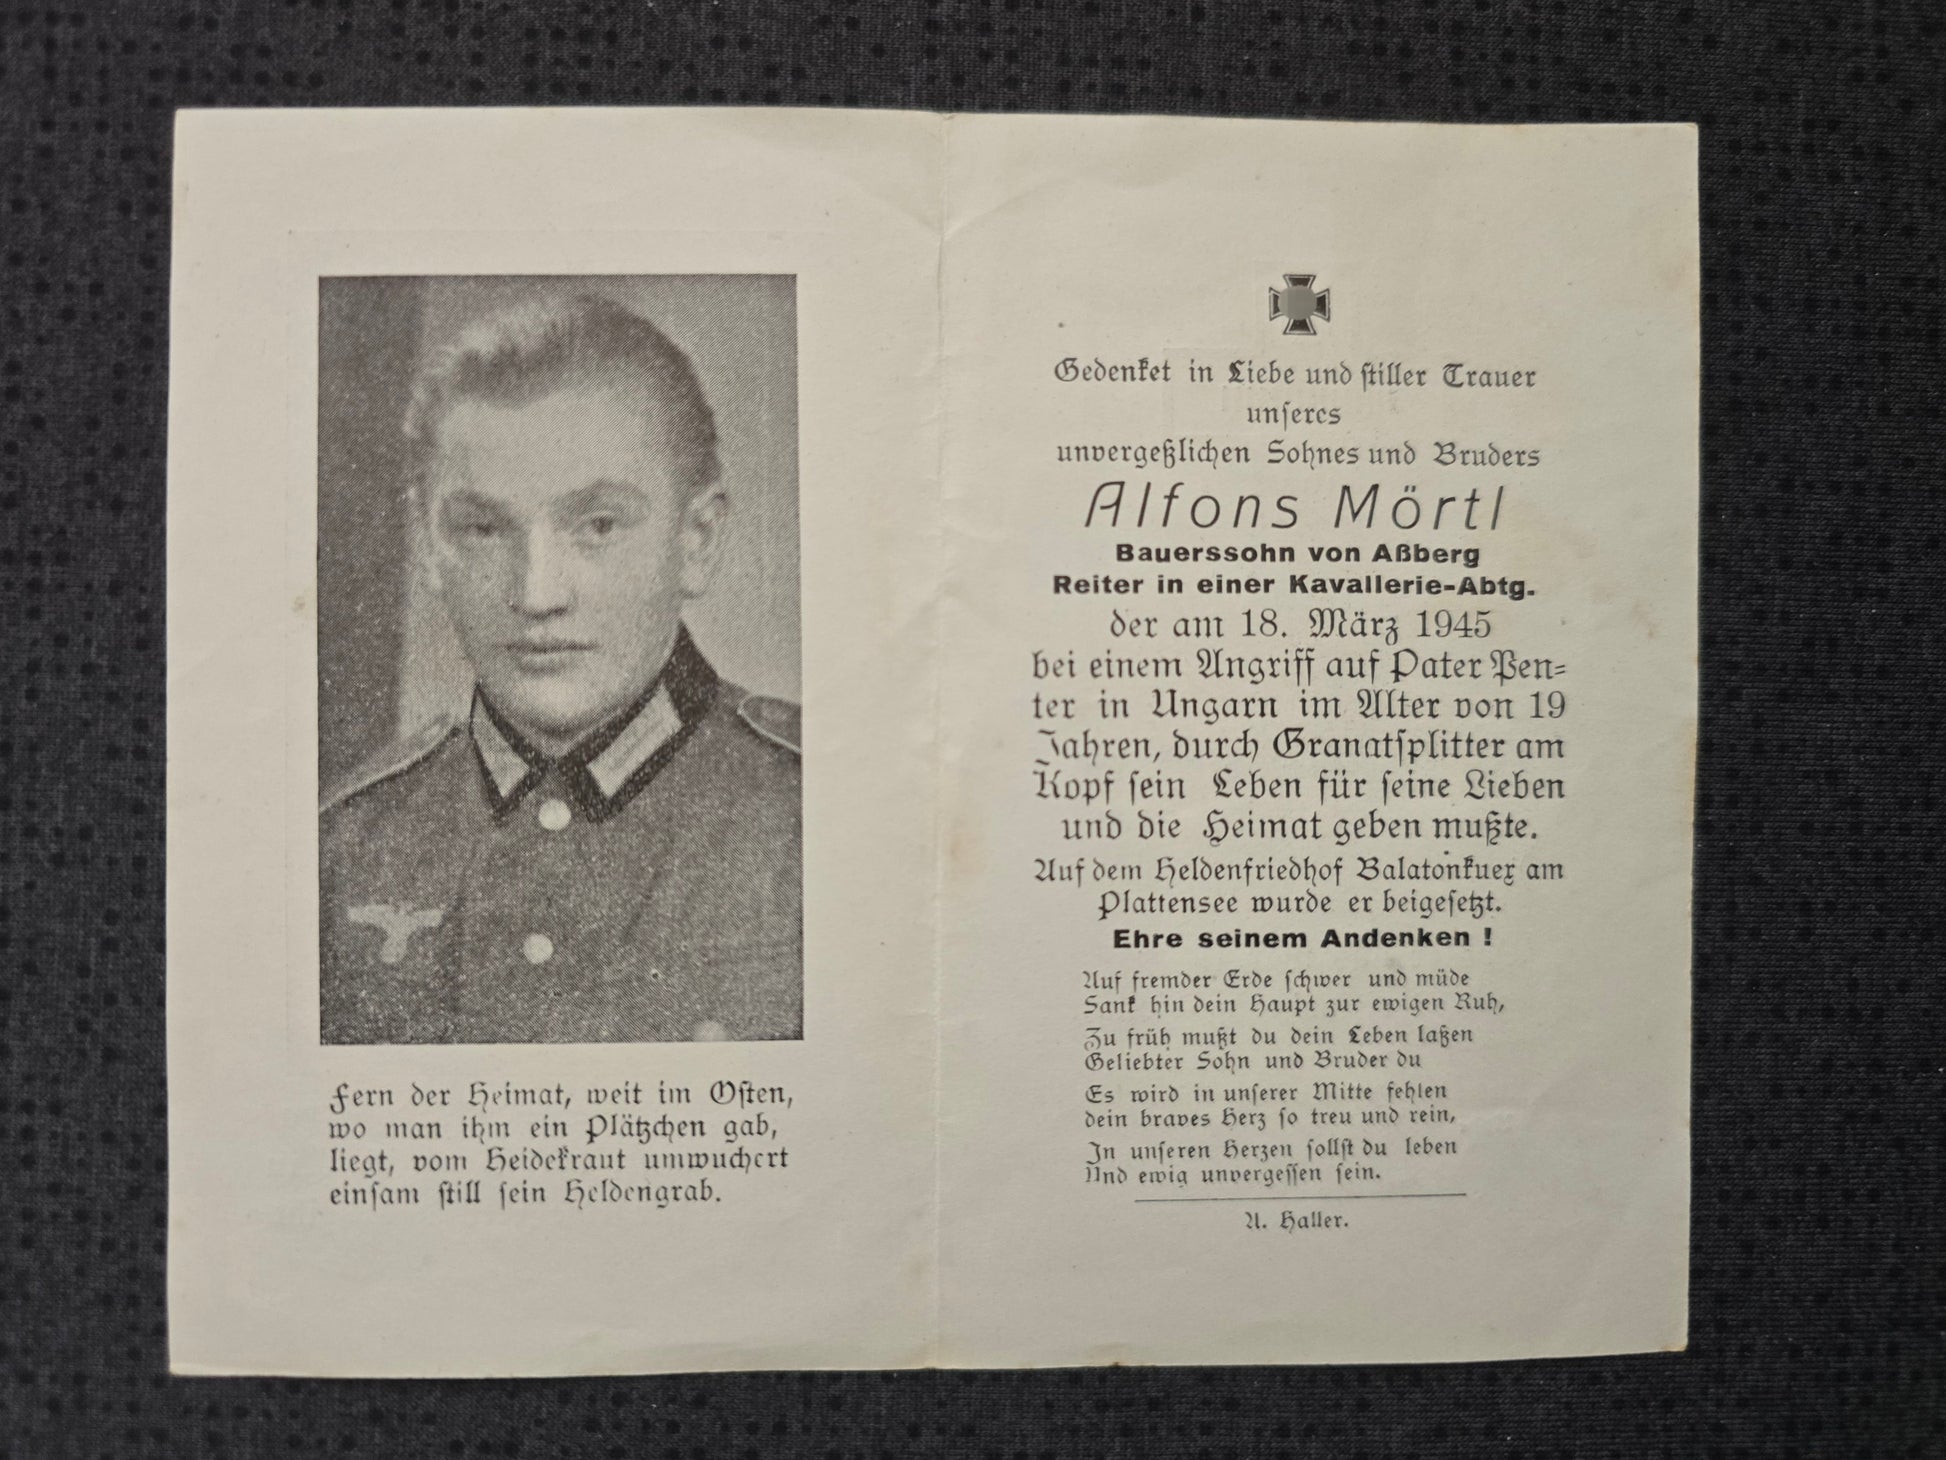 Fern der Heimat, weit im Osten,
wo man ihm ein Plätzchen gab,
liegt, vom Heidekraut umwuchert
einsam still sein Heldengrab.
Gedenket in Liebe und stiller Trauer
unseres
unvergeßlichen Sohnes und Bruders
Alfons Mörtl
Bauerssohn von Aßberg
Reiter in einer Kavallerie-Abtg.
der am 18. März 1945
bei einem Angriff auf Pater Pen-
ter in Ungarn im Alter von 19
Jahren, durch Granatsplitter am
Kopf sein Leben für seine Lieben
und die Heimat geben mußte.
Auf dem Heldenfriedhof Balatonkuex am
Plattensee wurde er beigesetzt.
Ehre seinem Andenken !
Auf fremder Erde schwer und müde
Sank hin dein Haupt zur ewigen Ruh,
Zu früh mußt du dein Leben laßen
Geliebter Sohn und Bruder du
Es wird in unserer Mitte fehlen
dein braves Herz so treu und rein,
In unseren Herzen sollst du leben
Und ewig unvergessen sein.
A. Haller.